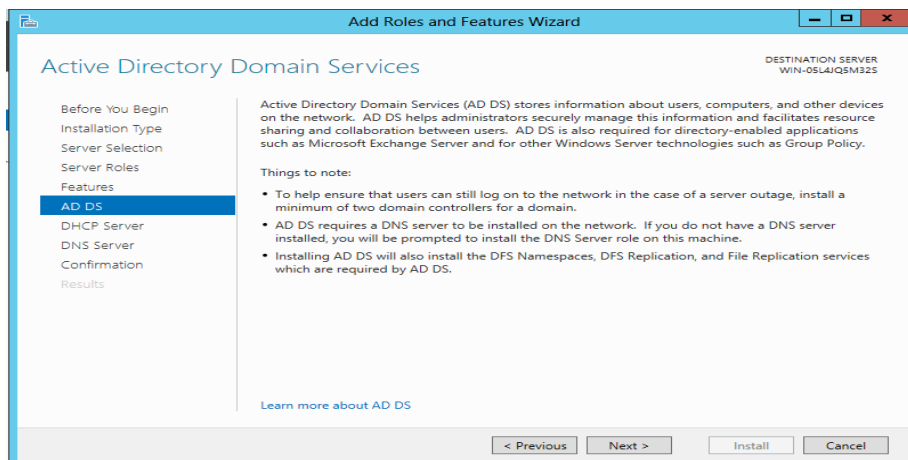 Add Roles and Features Wizard
Active Directory Domain Services
DESTINATION SERVER
WIN-05L4JQ5M32S
Before You Begin
Installation Type
Server Selection
Server Roles
Features
AD DS
DHCP Server
DNS Server
Confirmation
Results
Active Directory Domain Services (AD DS) stores information about users, computers, and other devices
on the network. AD DS helps administrators securely manage this information and facilitates resource
sharing and collaboration between users. AD DS is also required for directory-enabled applications
such as Microsoft Exchange Server and for other Windows Server technologies such as Group Policy.
Things to note:
• To help ensure that users can still log on to the network in the case of a server outage, install a
minimum of two domain controllers for a domain.
• AD DS requires a DNS server to be installed on the network. If you do not have a DNS server
installed, you will be prompted to install the DNS Server role on this machine.
• Installing AD DS will also install the DFS Namespaces, DFS Replication, and File Replication services
which are required by AD DS.
Learn more about AD DS
< Previous Next > Install Cancel